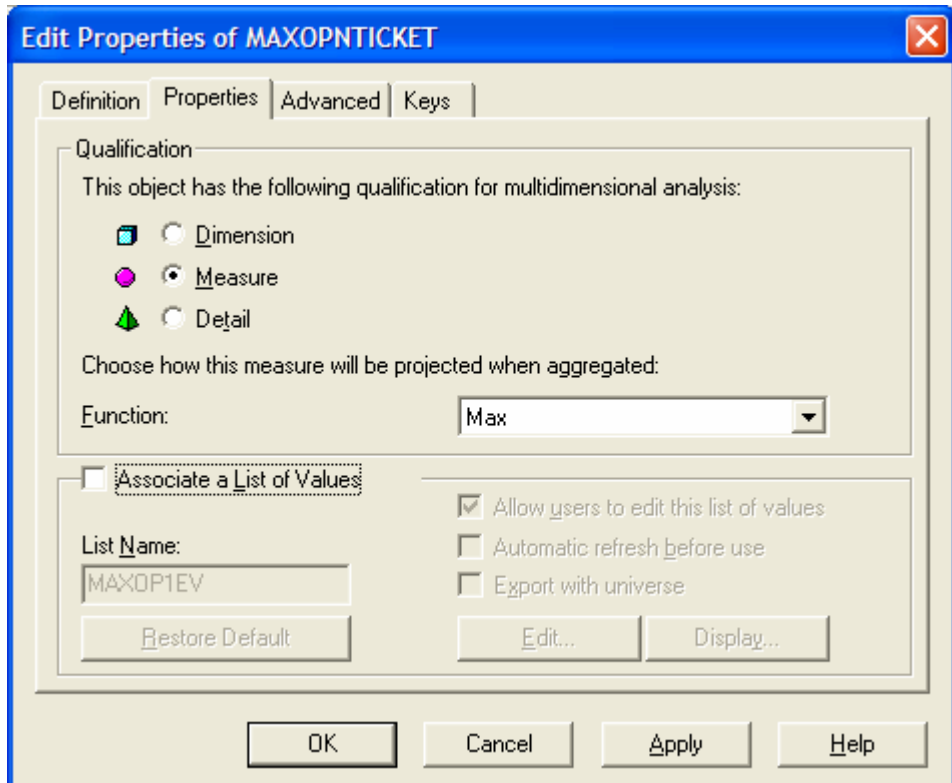 Edit Properties of MAXOPNTICKET
Definition Properties Advanced Keys
Qualification
This object has the following qualification for multidimensional analysis:
Dimension
Measure
Detail
Choose how this measure will be projected when aggregated:
Function: Max
Associate a List of Values
Allow users to edit this list of values
List Name: Automatic refresh before use
MAXOP1EV Export with universe
Restore Default Edit... Display...
OK Cancel Apply Help